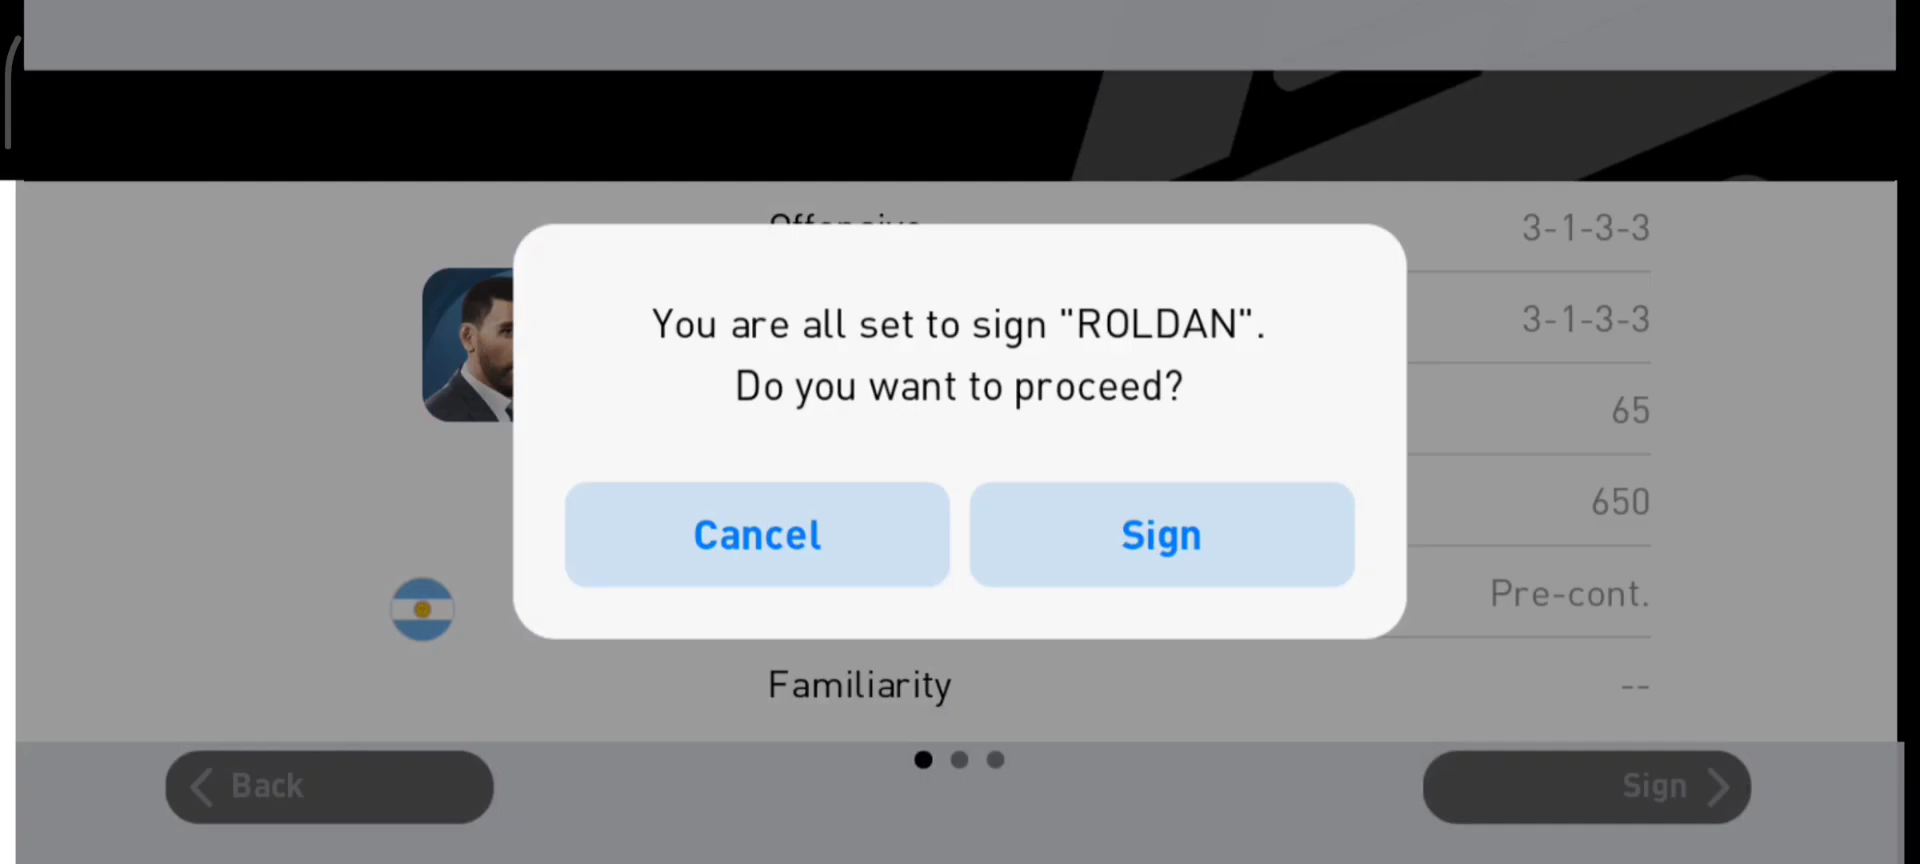 3-1-3-3
You are all set to sign "ROLDAN".
Do you want to proceed?
3-1-3-3
65
650
Cancel
Sign
Pre-cont.
Familiarity
--
Back
Sign